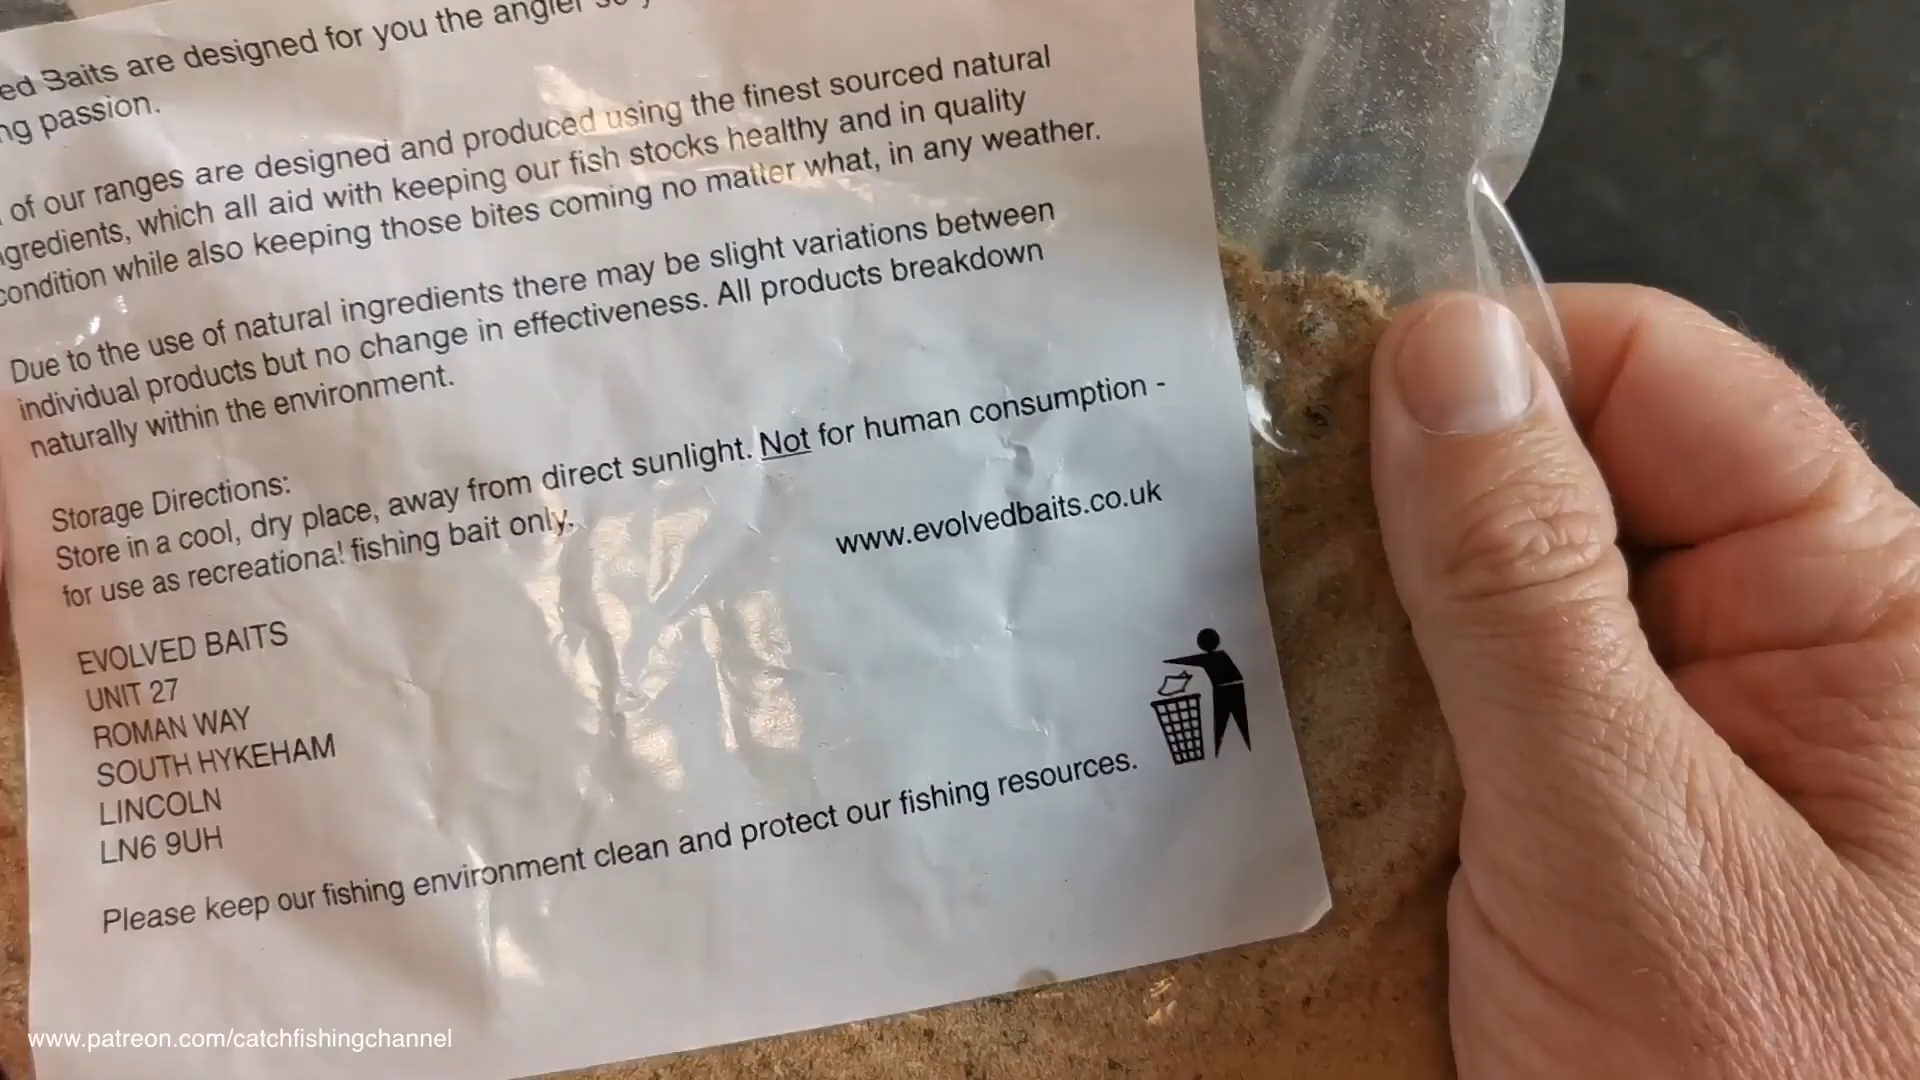 Baits are designed for you the angler
passion.
of our ranges are designed and produced using the finest sourced natural
ingredients, which all aid with keeping our fish stocks healthy and in quality
condition while also keeping those bites coming no matter what, in any weather.
Due to the use of natural ingredients there may be slight variations between
individual products but no change in effectiveness. All products breakdown
naturally within the environment.
Storage Directions:
Store in a cool, dry place, away from direct sunlight. Not for human consumption -
for use as recreational fishing bait only.
www.evolvedbaits.co.uk
EVOLVED BAITS
UNIT 27
ROMAN WAY
SOUTH HYKEHAM
LINCOLN
LN6 9UH
Please keep our fishing environment clean and protect our fishing resources.
www.patreon.com/catchfishingchannel